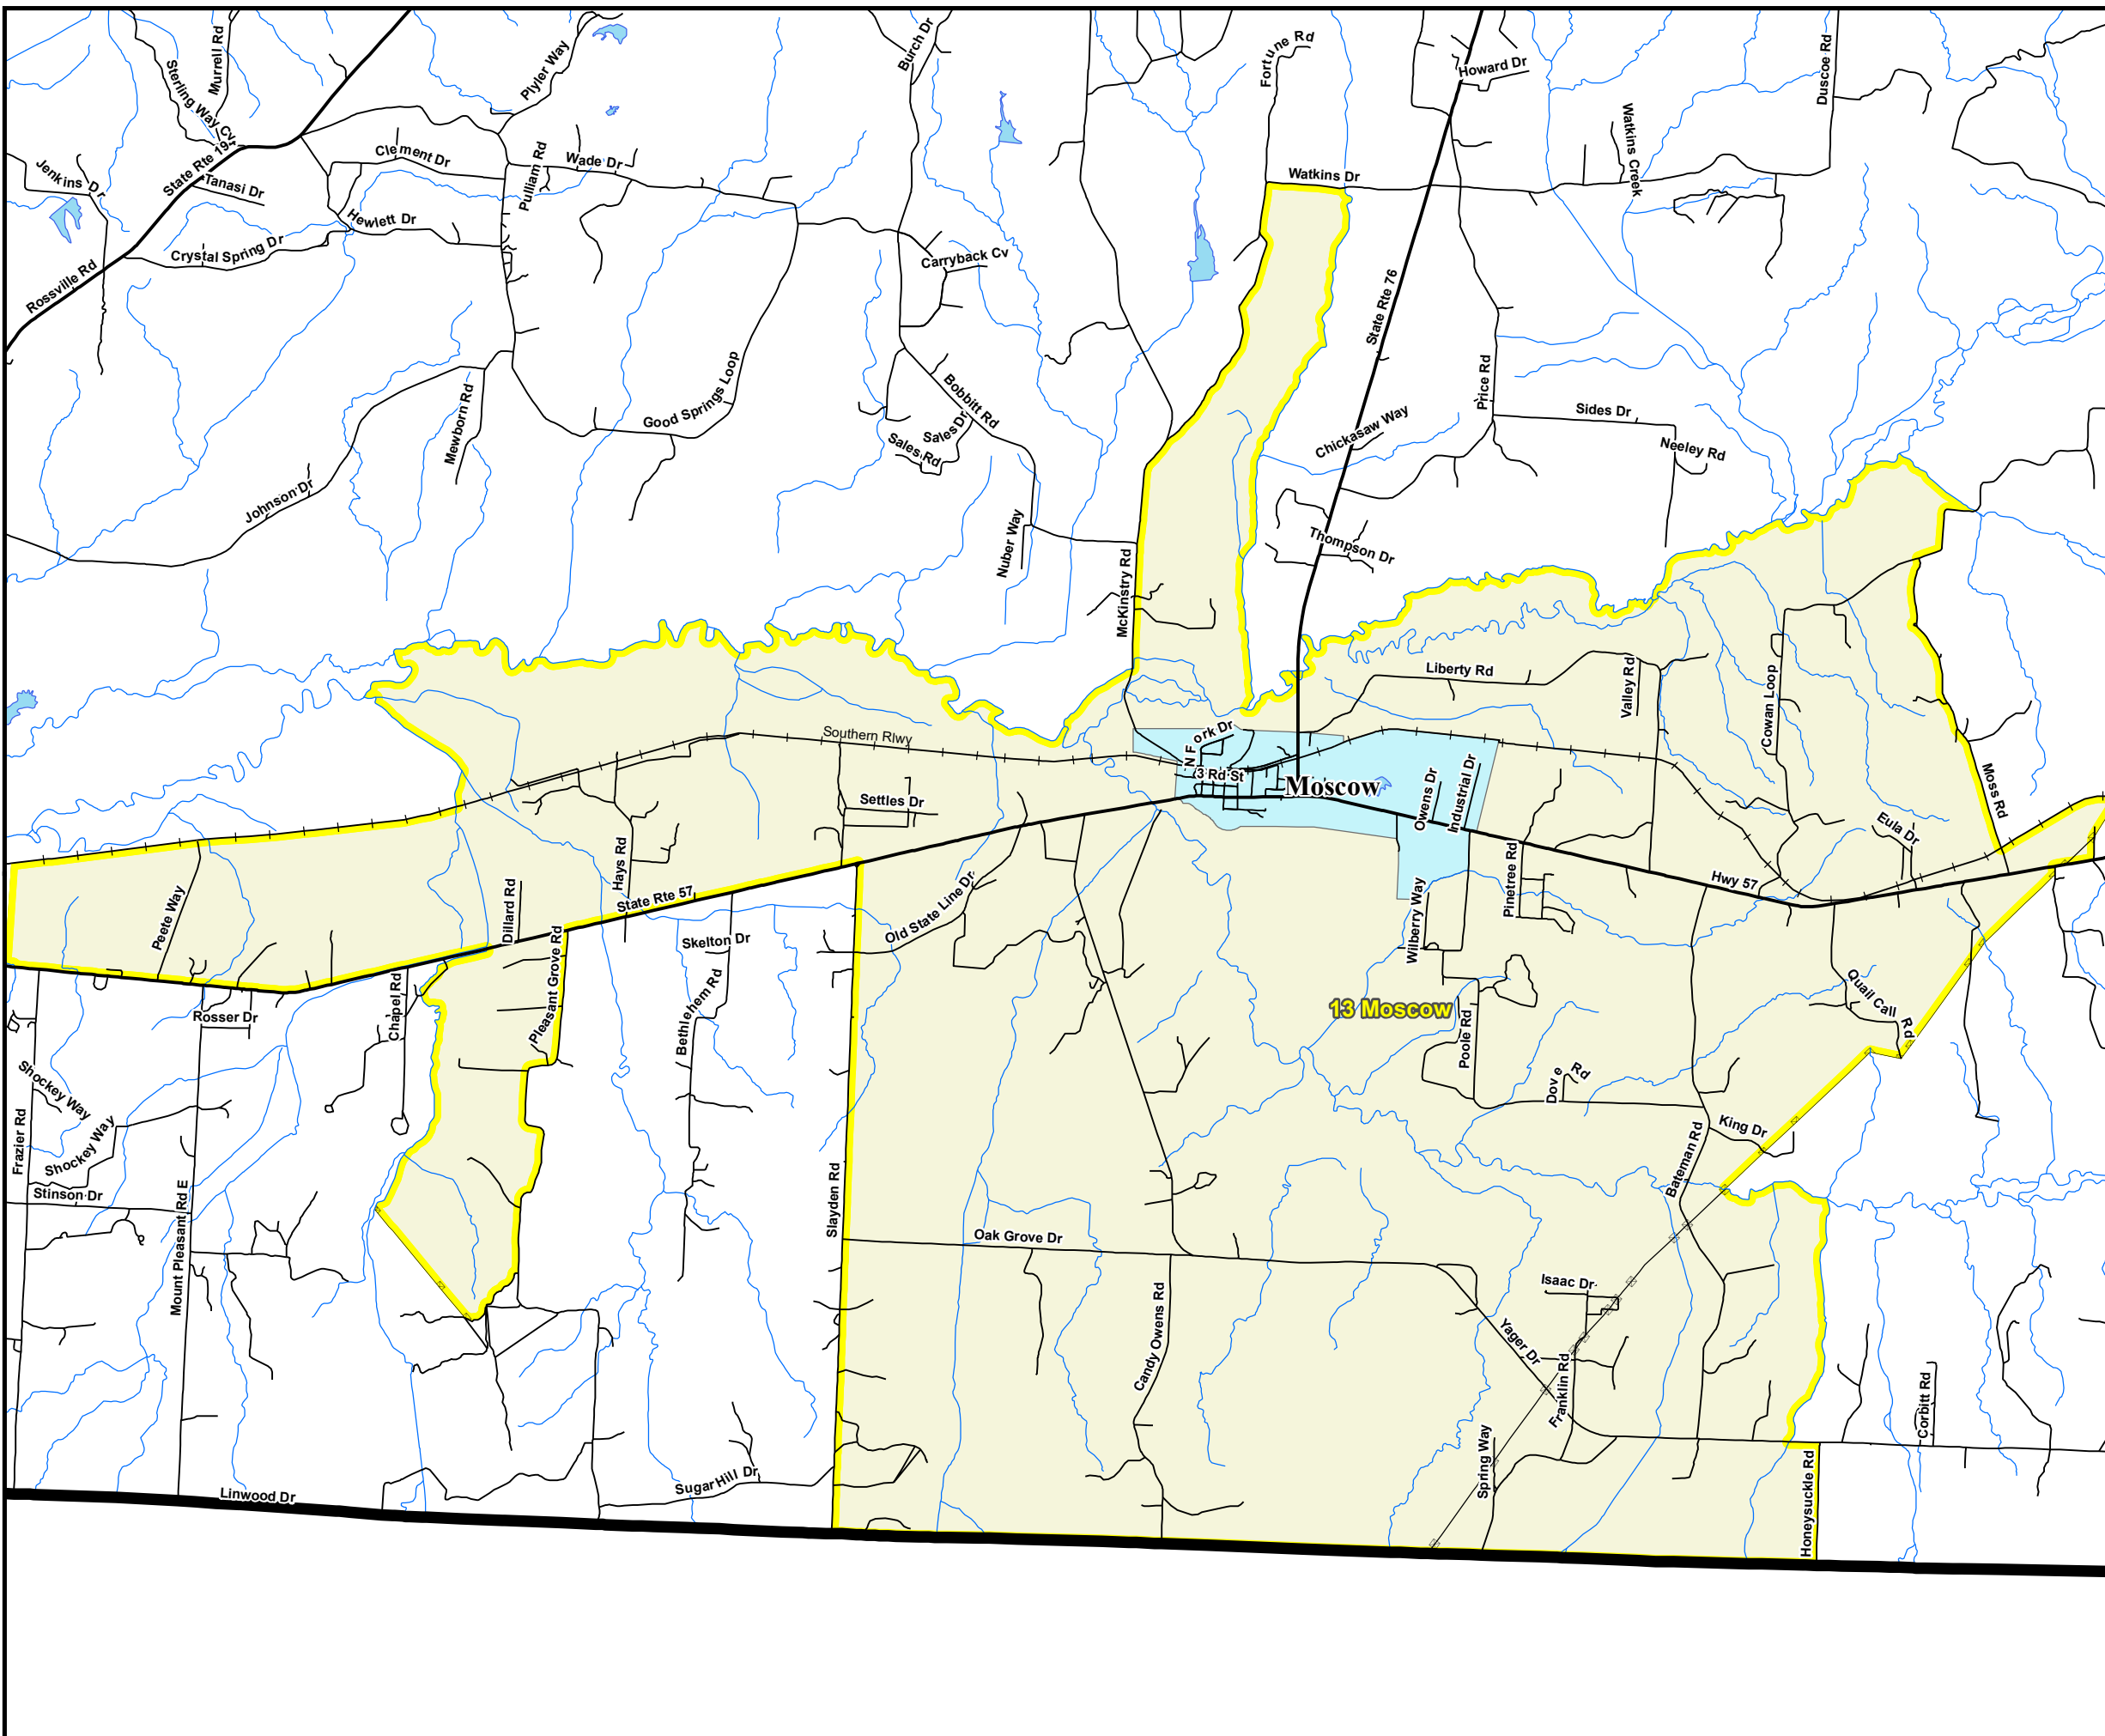 Murrell Rd
Sterling Way Cv
Plyler Way
Burch Dr
Fortune Rd
Howard Dr
Duscoe Rd
Watkins Creek
State Rte 194
Clement Dr
Wade Dr
Pulliam Rd
Jenkins Dr
Tanasi Dr
Hewlett Dr
Crystal Spring Dr
Rossville Rd
Carryback Cv
Watkins Dr
State Rte 76
Price Rd
Good Springs Loop
Mewborn Rd
Bobbitt Rd
Sales Dr
Sales Rd
Chickasaw Way
Sides Dr
Neeley Rd
Johnson Dr
Nuber Way
Thompson Dr
McKinstry Rd
Liberty Rd
Valley Rd
Cowan Loop
Southern Rlwy
N Fork Dr
3 Rd St
Moscow
Owens Dr
Industrial Dr
Moss Rd
Settles Dr
Eula Dr
Hays Rd
Hwy 57
Pinetree Rd
State Rte 57
Dillard Rd
Peete Way
Old State Line Dr
Skelton Dr
Wilberry Way
Pleasant Grove Rd
Bethlehem Rd
Chapel Rd
Rosser Dr
13 Moscow
Quail Call Rd
Poole Rd
Dove Rd
Shockey Way
Shockey Way
Frazier Rd
King Dr
Bateman Rd
Stinson Dr
Mount Pleasant Rd E
Slayden Rd
Oak Grove Dr
Isaac Dr
Candy Owens Rd
Yager Dr
Franklin Rd
Corbitt Rd
Spring Way
Honeysuckle Rd
Sugar Hill Dr
Linwood Dr